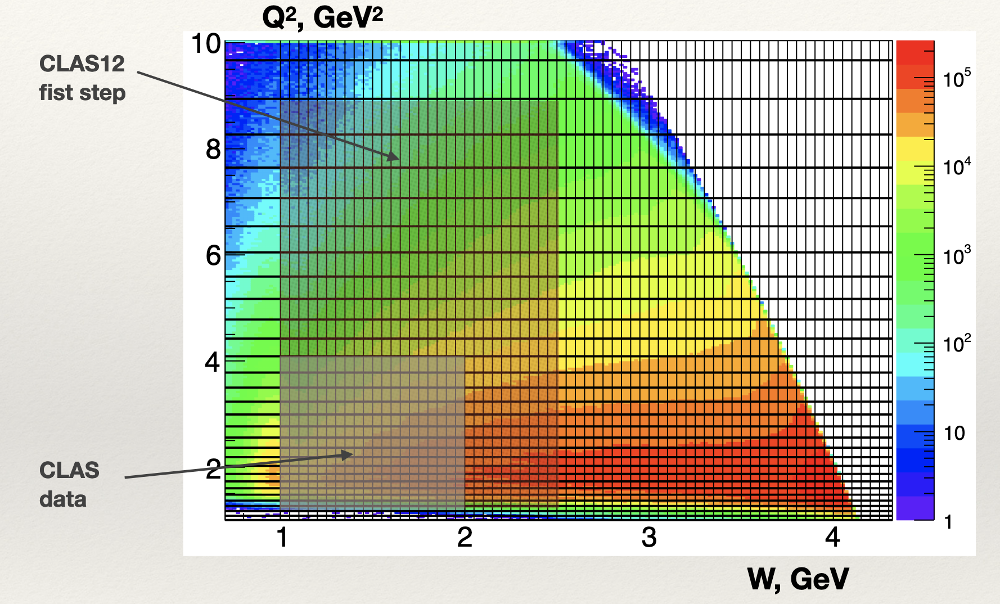 Q², GeV²
CLAS12
fist step
CLAS
data
10
8
6
4
2
1
2
3
4
W, GeV
10⁵
10⁴
10³
10²
10
1